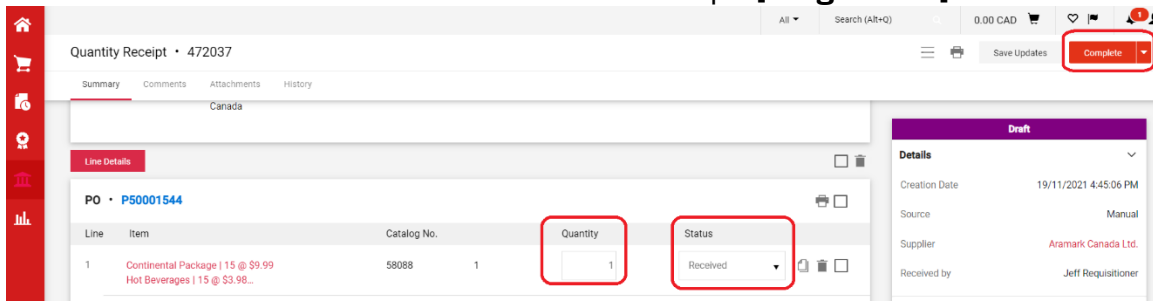 All
Search (Alt+Q)
0.00 CAD
1
Quantity Receipt • 472037
Save Updates
Complete
Summary
Comments
Attachments
History
Canada
Line Details
PO • P50001544
Line
Item
Catalog No.
Quantity
Status
1
Continental Package | 15 @ $9.99
Hot Beverages | 15 @ $3.98...
58088
1
1
Received
Draft
Details
Creation Date
19/11/2021 4:45:06 PM
Source
Manual
Supplier
Aramark Canada Ltd.
Received by
Jeff Requisitioner